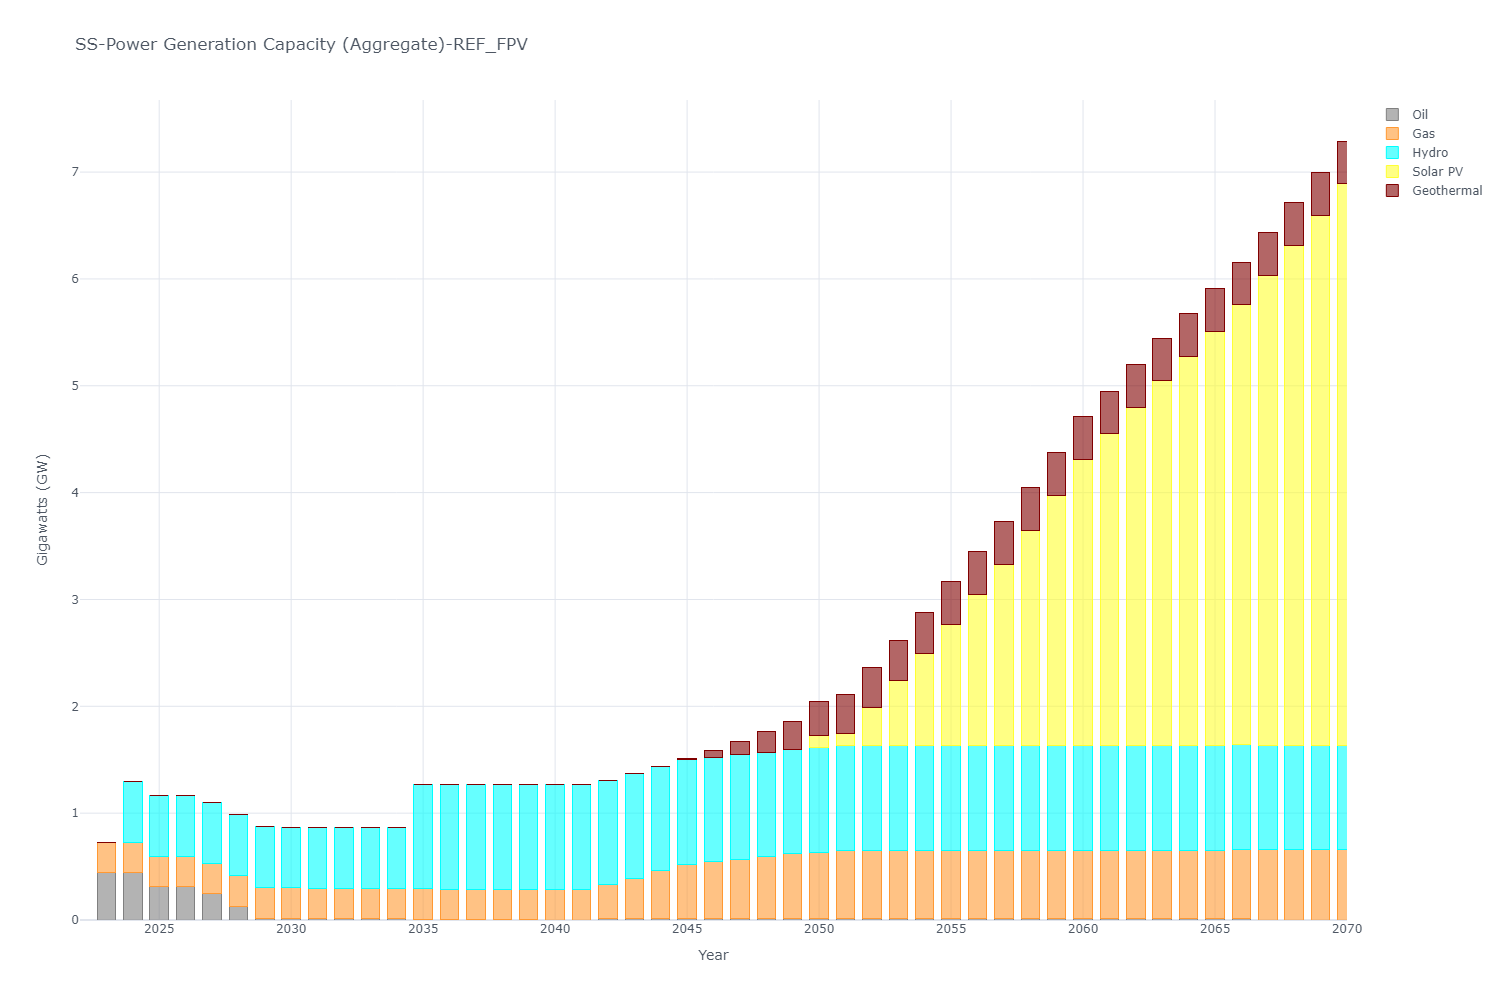 SS-Power Generation Capacity (Aggregate)-REF_FPV
Oil
Gas
Hydro
Solar PV
Geothermal
7
6
5
4
3
2
1
0
Gigawatts (GW)
2025
2030
2035
2040
2045
2050
2055
2060
2065
2070
Year